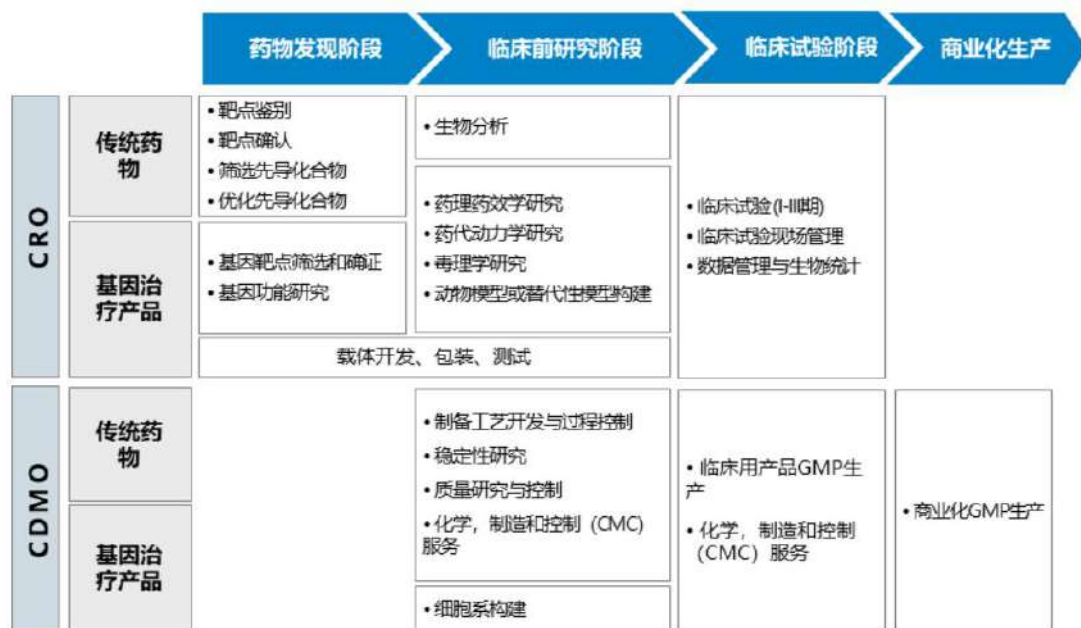 药物发现阶段
临床前研究阶段
临床试验阶段
商业化生产
CRO
传统药
物
• 靶点鉴别
• 靶点确认
• 筛选先导化合物
• 优化先导化合物
• 生物分析
基因治
疗产品
• 基因靶点筛选和确证
• 基因功能研究
• 药理药效学研究
• 药代动力学研究
• 毒理学研究
• 动物模型或替代性模型构建
• 临床试验(I-III期)
• 临床试验现场管理
• 数据管理与生物统计
载体开发、包装、测试
CDMO
传统药
物
基因治
疗产品
• 制备工艺开发与过程控制
• 稳定性研究
• 质量研究与控制
• 化学，制造和控制（CMC）
服务
• 细胞系构建
• 临床用产品GMP生
产
• 化学，制造和控制
（CMC）服务
• 商业化GMP生产